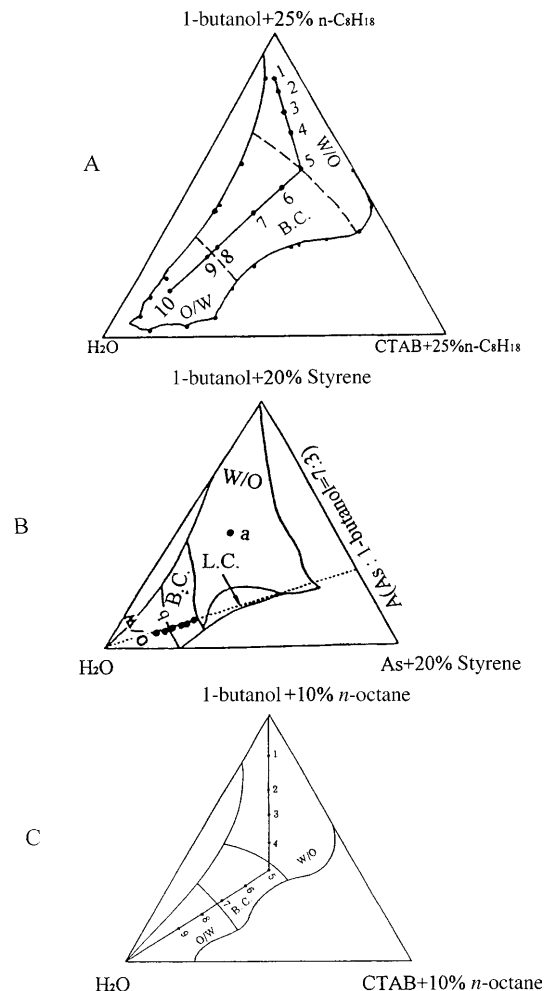 1-butanol+25% n-C₈H₁₈
A
1
2
3
4
5
W/O
6
7
B.C.
8
9
10
O/W
H₂O
CTAB+25%n-C₈H₁₈
1-butanol+20% Styrene
B
W/O
A(As : 1-butanol=7:3)
a
L.C.
B.C.
b
O/W
H₂O
As+20% Styrene
1-butanol +10% n-octane
C
1
2
3
4
W/O
5
6
B.C
7
8
9
O/W
H₂O
CTAB+10% n-octane